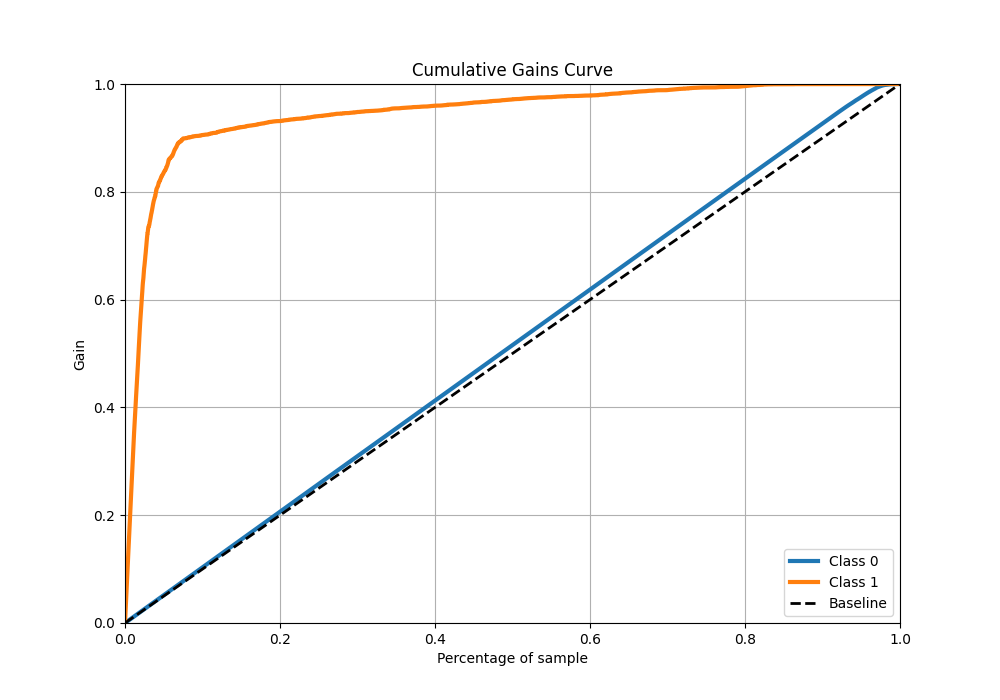 Cumulative Gains Curve
1.0
0.8
0.6
0.4
0.2
0.0
Gain
0.0 0.2 0.4 0.6 0.8 1.0
Percentage of sample
Class 0
Class 1
Baseline